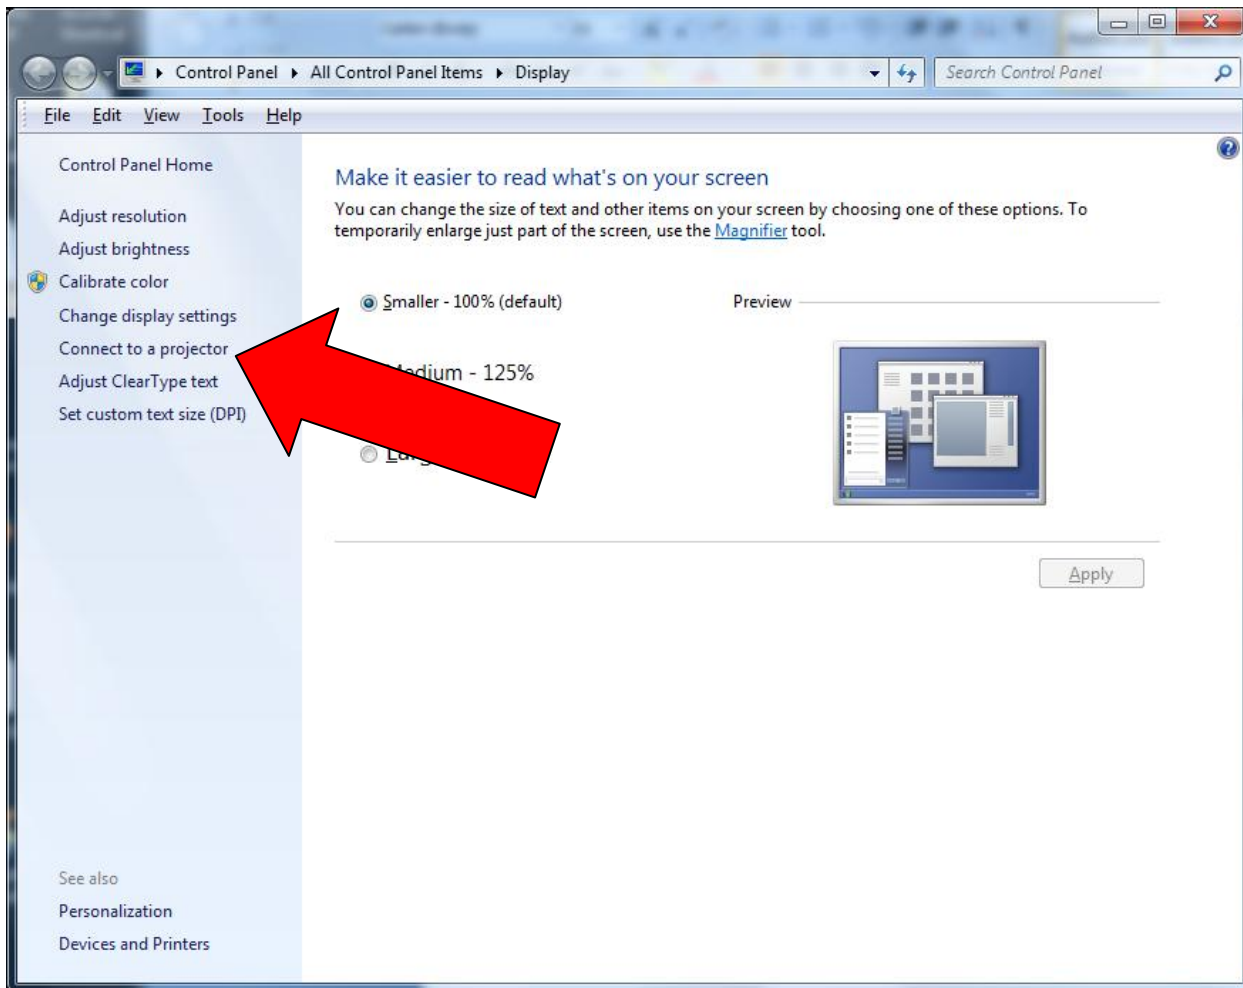 Control Panel ▸ All Control Panel Items ▸ Display
Search Control Panel
File Edit View Tools Help
Control Panel Home
Adjust resolution
Adjust brightness
Calibrate color
Change display settings
Connect to a projector
Adjust ClearType text
Set custom text size (DPI)
See also
Personalization
Devices and Printers
Make it easier to read what's on your screen
You can change the size of text and other items on your screen by choosing one of these options. To
temporarily enlarge just part of the screen, use the Magnifier tool.
Smaller - 100% (default)
Medium - 125%
Preview
Apply